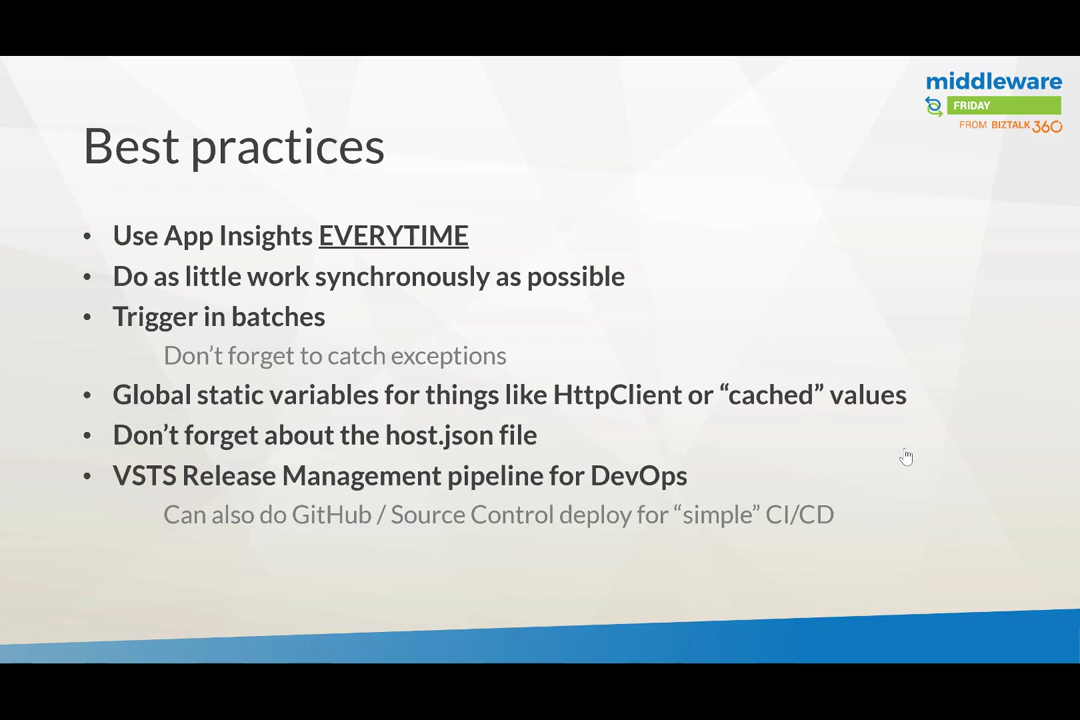 middleware
FRIDAY
FROM BIZTALK360
Best practices
• Use App Insights EVERYTIME
• Do as little work synchronously as possible
• Trigger in batches
Don’t forget to catch exceptions
• Global static variables for things like HttpClient or “cached” values
• Don’t forget about the host.json file
• VSTS Release Management pipeline for DevOps
Can also do GitHub / Source Control deploy for “simple” CI/CD